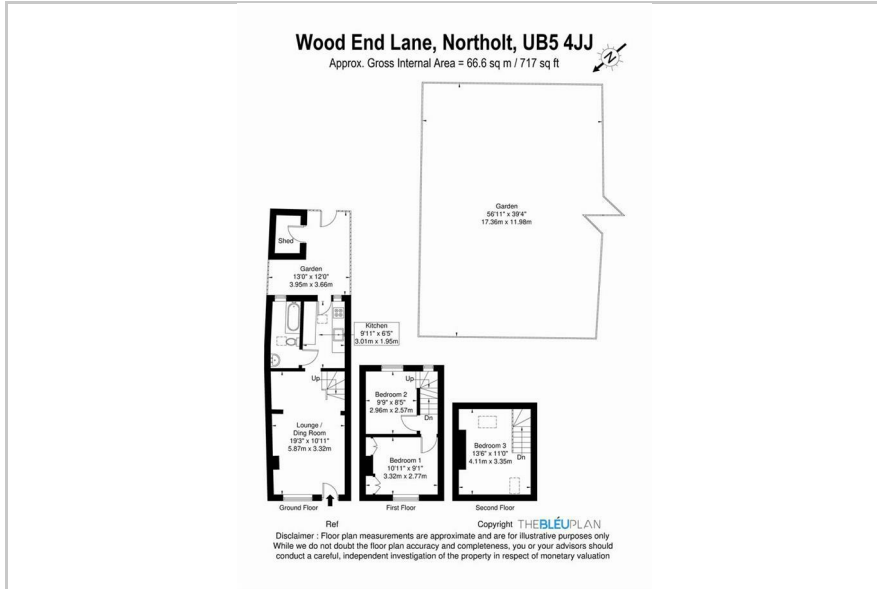 Wood End Lane, Northolt, UB5 4JJ
Approx. Gross Internal Area = 66.6 sq m / 717 sq ft
N
Garden
56'11" x 39'4"
17.36m x 11.98m
Shed
Garden
13'0" x 12'0"
3.95m x 3.66m
Kitchen
9'11" x 6'5"
3.01m x 1.95m
Up
Lounge /
Ding Room
19'3" x 10'11"
5.87m x 3.32m
Ground Floor
Up
Bedroom 2
9'9" x 8'5"
2.96m x 2.57m
Dn
Bedroom 1
10'11" x 9'1"
3.32m x 2.77m
First Floor
Bedroom 3
13'6" x 11'0"
4.11m x 3.35m
Dn
Second Floor
Ref
Copyright THEBLÉUPLAN
Disclaimer : Floor plan measurements are approximate and are for illustrative purposes only
While we do not doubt the floor plan accuracy and completeness, you or your advisors should
conduct a careful, independent investigation of the property in respect of monetary valuation